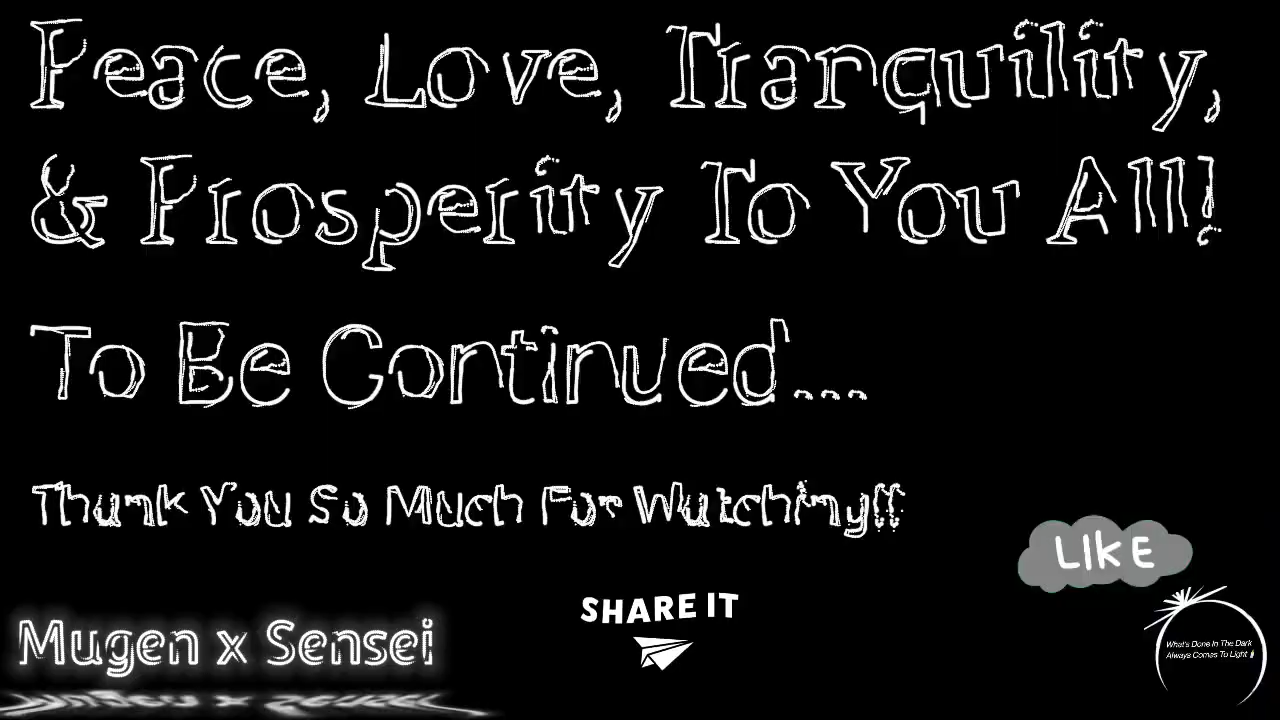 Peace, Love, Tranquility,
& Prosperity To You All!
To Be Continued...
Thank You So Much For Watching!!
LIKE
SHARE IT
Mugen x Sensei
What's Done In The Dark
Always Comes To Light